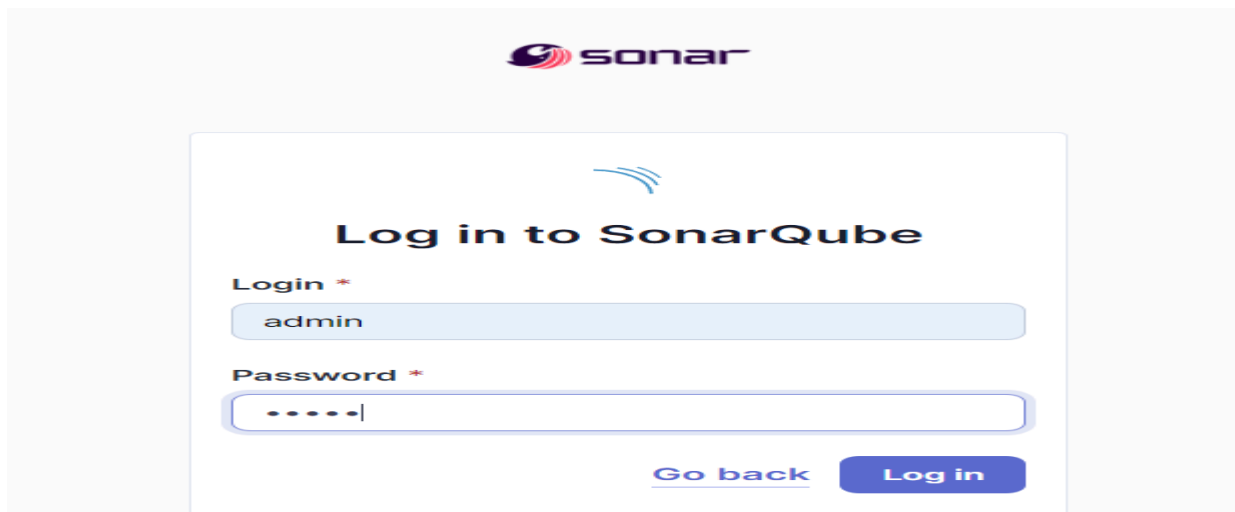 sonar
Log in to SonarQube
Login *
admin
Password *
•••••
Go back Log in